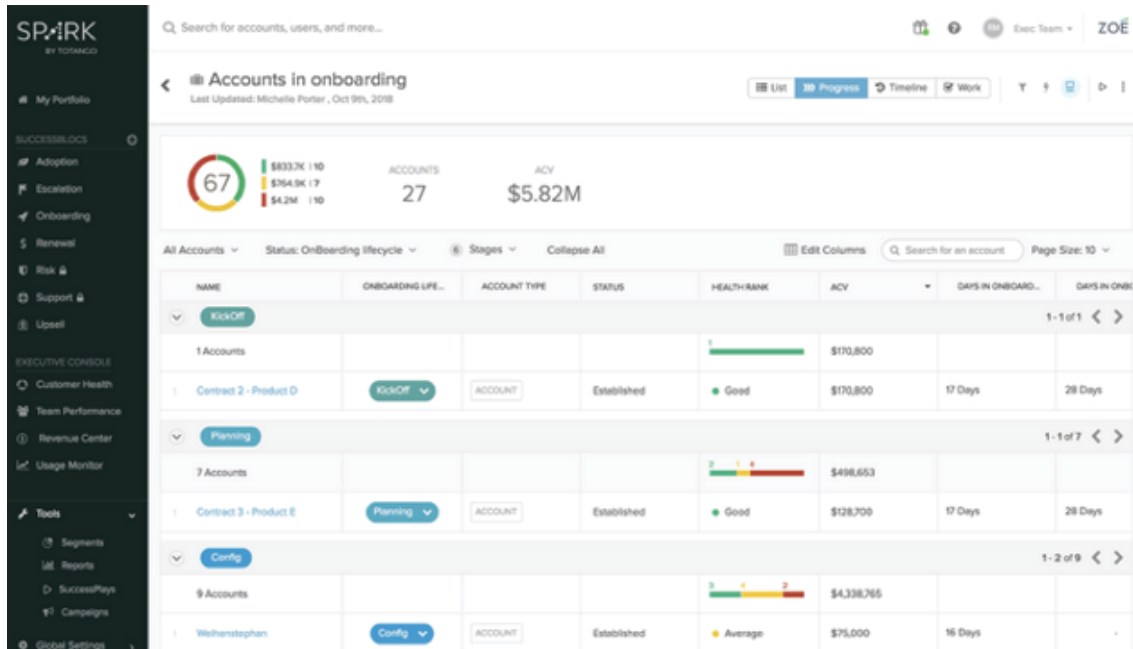 SPARK
BY TOTANGO
My Portfolio
SUCCESSBLOCS
Adoption
Escalation
Onboarding
Renewal
Risk
Support
Upsell
EXECUTIVE CONSOLE
Customer Health
Team Performance
Revenue Center
Usage Monitor
Tools
Segments
Reports
SuccessPlays
Campaigns
Global Settings
Search for accounts, users, and more...
Exec Team
ZOË
Accounts in onboarding
Last Updated: Michelle Porter , Oct 9th, 2018
List Progress Timeline Work
67
$833.7K | 10
$764.9K | 7
$4.2M | 10
ACCOUNTS
27
ACV
$5.82M
All Accounts Status: OnBoarding lifecycle 6 Stages Collapse All Edit Columns Search for an account Page Size: 10
NAME ONBOARDING LIFE... ACCOUNT TYPE STATUS HEALTH RANK ACV DAYS IN ONBOARD... DAYS IN ONBO
KickOff 1 - 1 of 1
1 Accounts 1 $170,800
Contract 2 - Product D KickOff ACCOUNT Established Good $170,800 17 Days 28 Days
Planning 1 - 1 of 7
7 Accounts 2 1 4 $498,653
Contract 3 - Product E Planning ACCOUNT Established Good $128,700 17 Days 28 Days
Config 1 - 2 of 9
9 Accounts 3 4 2 $4,338,765
Weihenstephan Config ACCOUNT Established Average $75,000 16 Days -